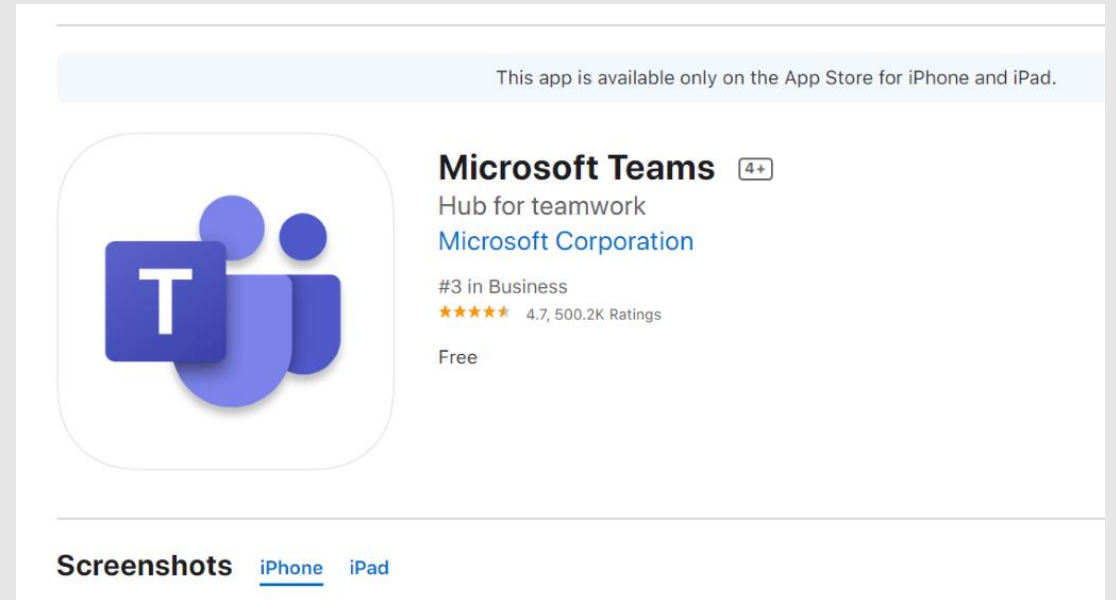 This app is available only on the App Store for iPhone and iPad.
T
Microsoft Teams 4+
Hub for teamwork
Microsoft Corporation
#3 in Business
★★★★★ 4.7, 500.2K Ratings
Free
Screenshots iPhone iPad